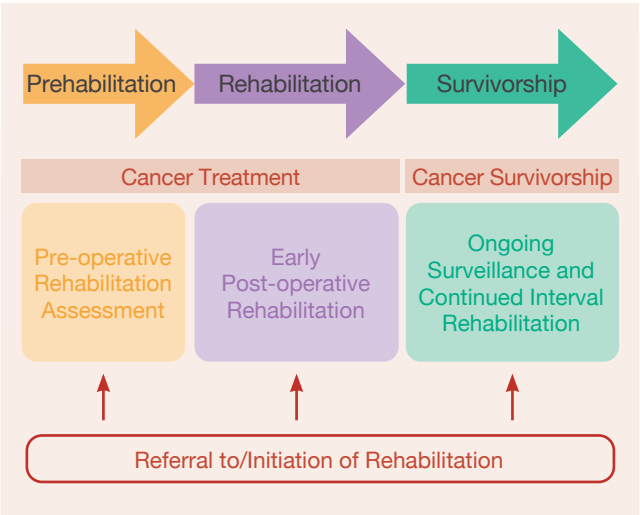 Prehabilitation
Rehabilitation
Survivorship
Cancer Treatment
Cancer Survivorship
Pre-operative
Rehabilitation
Assessment
Early
Post-operative
Rehabilitation
Ongoing
Surveillance and
Continued Interval
Rehabilitation
Referral to/Initiation of Rehabilitation